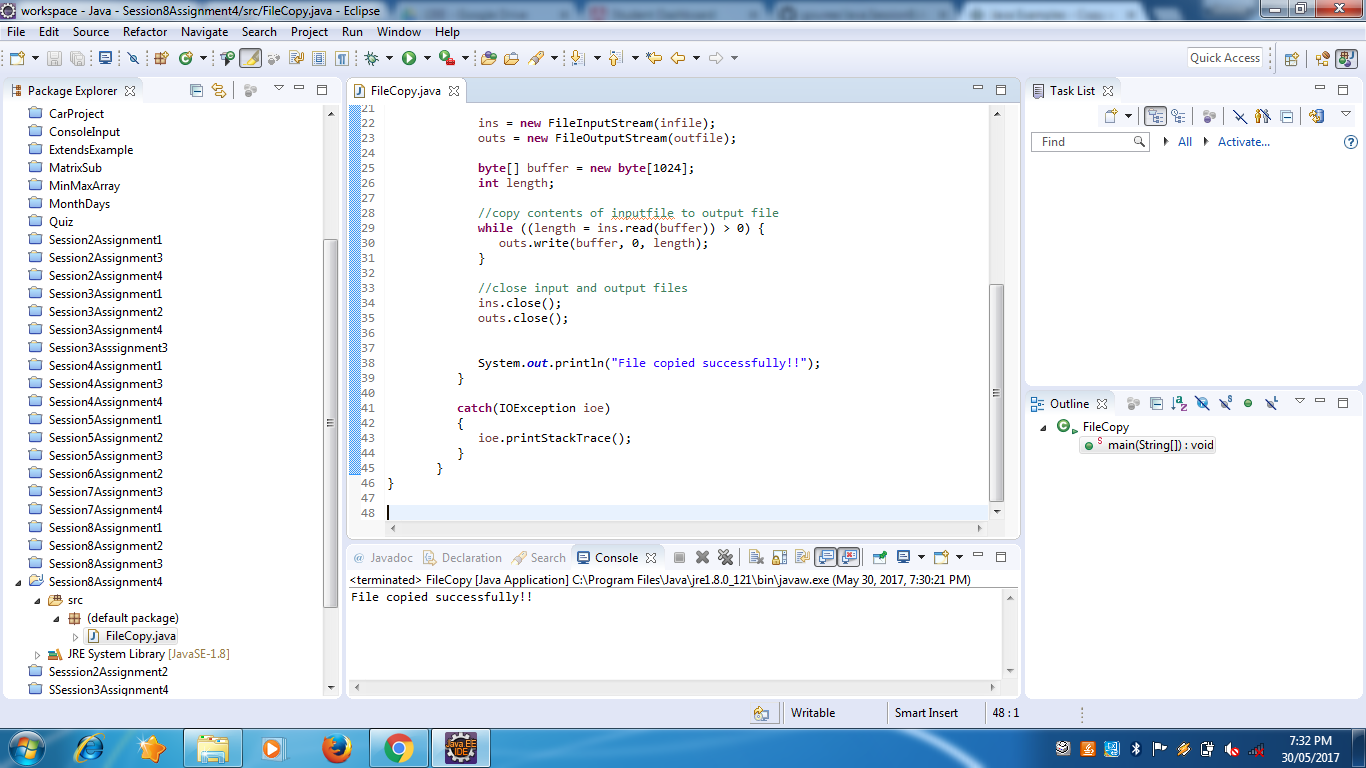 workspace - Java - Session8Assignment4/src/FileCopy.java - Eclipse
File Edit Source Refactor Navigate Search Project Run Window Help
Quick Access
Package Explorer
CarProject
ConsoleInput
ExtendsExample
MatrixSub
MinMaxArray
MonthDays
Quiz
Session2Assignment1
Session2Assignment3
Session2Assignment4
Session3Assignment1
Session3Assignment2
Session3Assignment4
Session3Asssignment3
Session4Assignment1
Session4Assignment3
Session4Assignment4
Session5Assignment1
Session5Assignment2
Session5Assignment3
Session6Assignment2
Session7Assignment3
Session7Assignment4
Session8Assignment1
Session8Assignment2
Session8Assignment3
Session8Assignment4
src
(default package)
FileCopy.java
JRE System Library [JavaSE-1.8]
Sesssion2Assignment2
SSession3Assignment4
FileCopy.java
21
22 ins = new FileInputStream(infile);
23 outs = new FileOutputStream(outfile);
24
25 byte[] buffer = new byte[1024];
26 int length;
27
28 //copy contents of inputfile to output file
29 while ((length = ins.read(buffer)) > 0) {
30 outs.write(buffer, 0, length);
31 }
32
33 //close input and output files
34 ins.close();
35 outs.close();
36
37
38 System.out.println("File copied successfully!!");
39 }
40
41 catch(IOException ioe)
42 {
43 ioe.printStackTrace();
44 }
45 }
46 }
47
48
Javadoc Declaration Search Console
<terminated> FileCopy [Java Application] C:\Program Files\Java\jre1.8.0_121\bin\javaw.exe (May 30, 2017, 7:30:21 PM)
File copied successfully!!
Task List
Find All Activate...
Outline
FileCopy
main(String[]) : void
Writable Smart Insert 48 : 1
Java EE
IDE
7:32 PM
30/05/2017